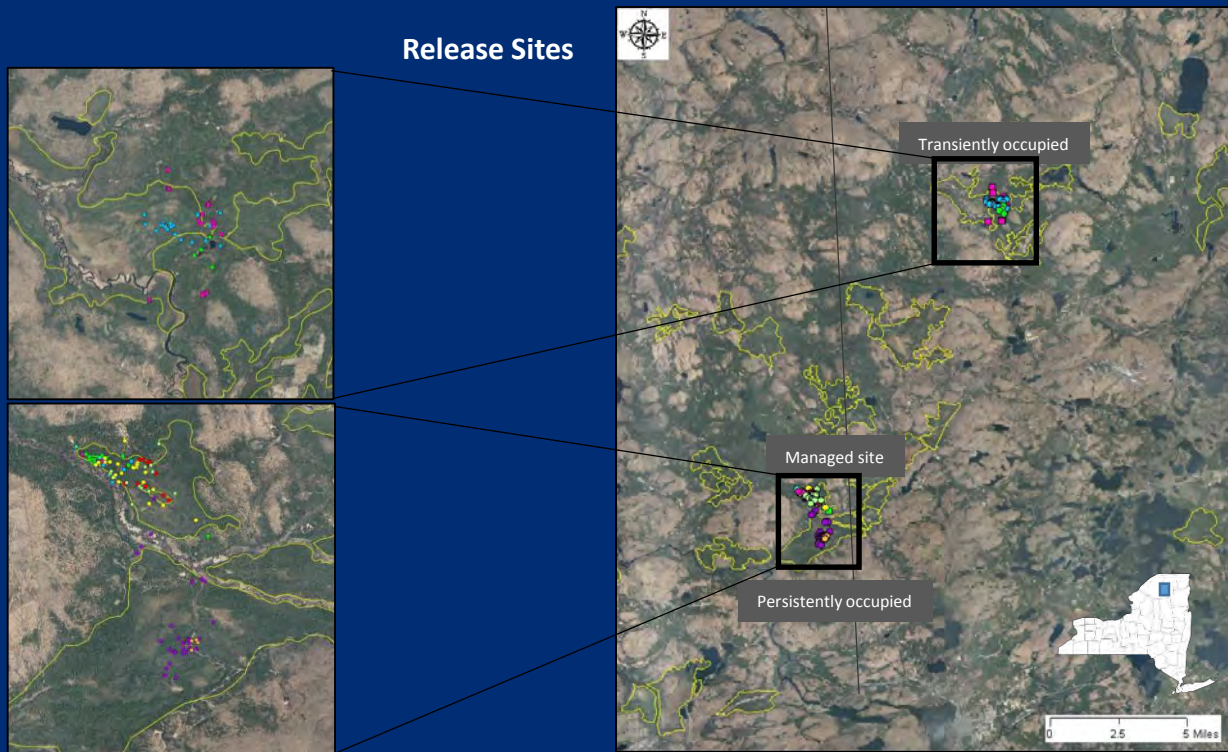 Release Sites
N
W E
S
Transiently occupied
Managed site
Persistently occupied
0 2.5 5 Miles